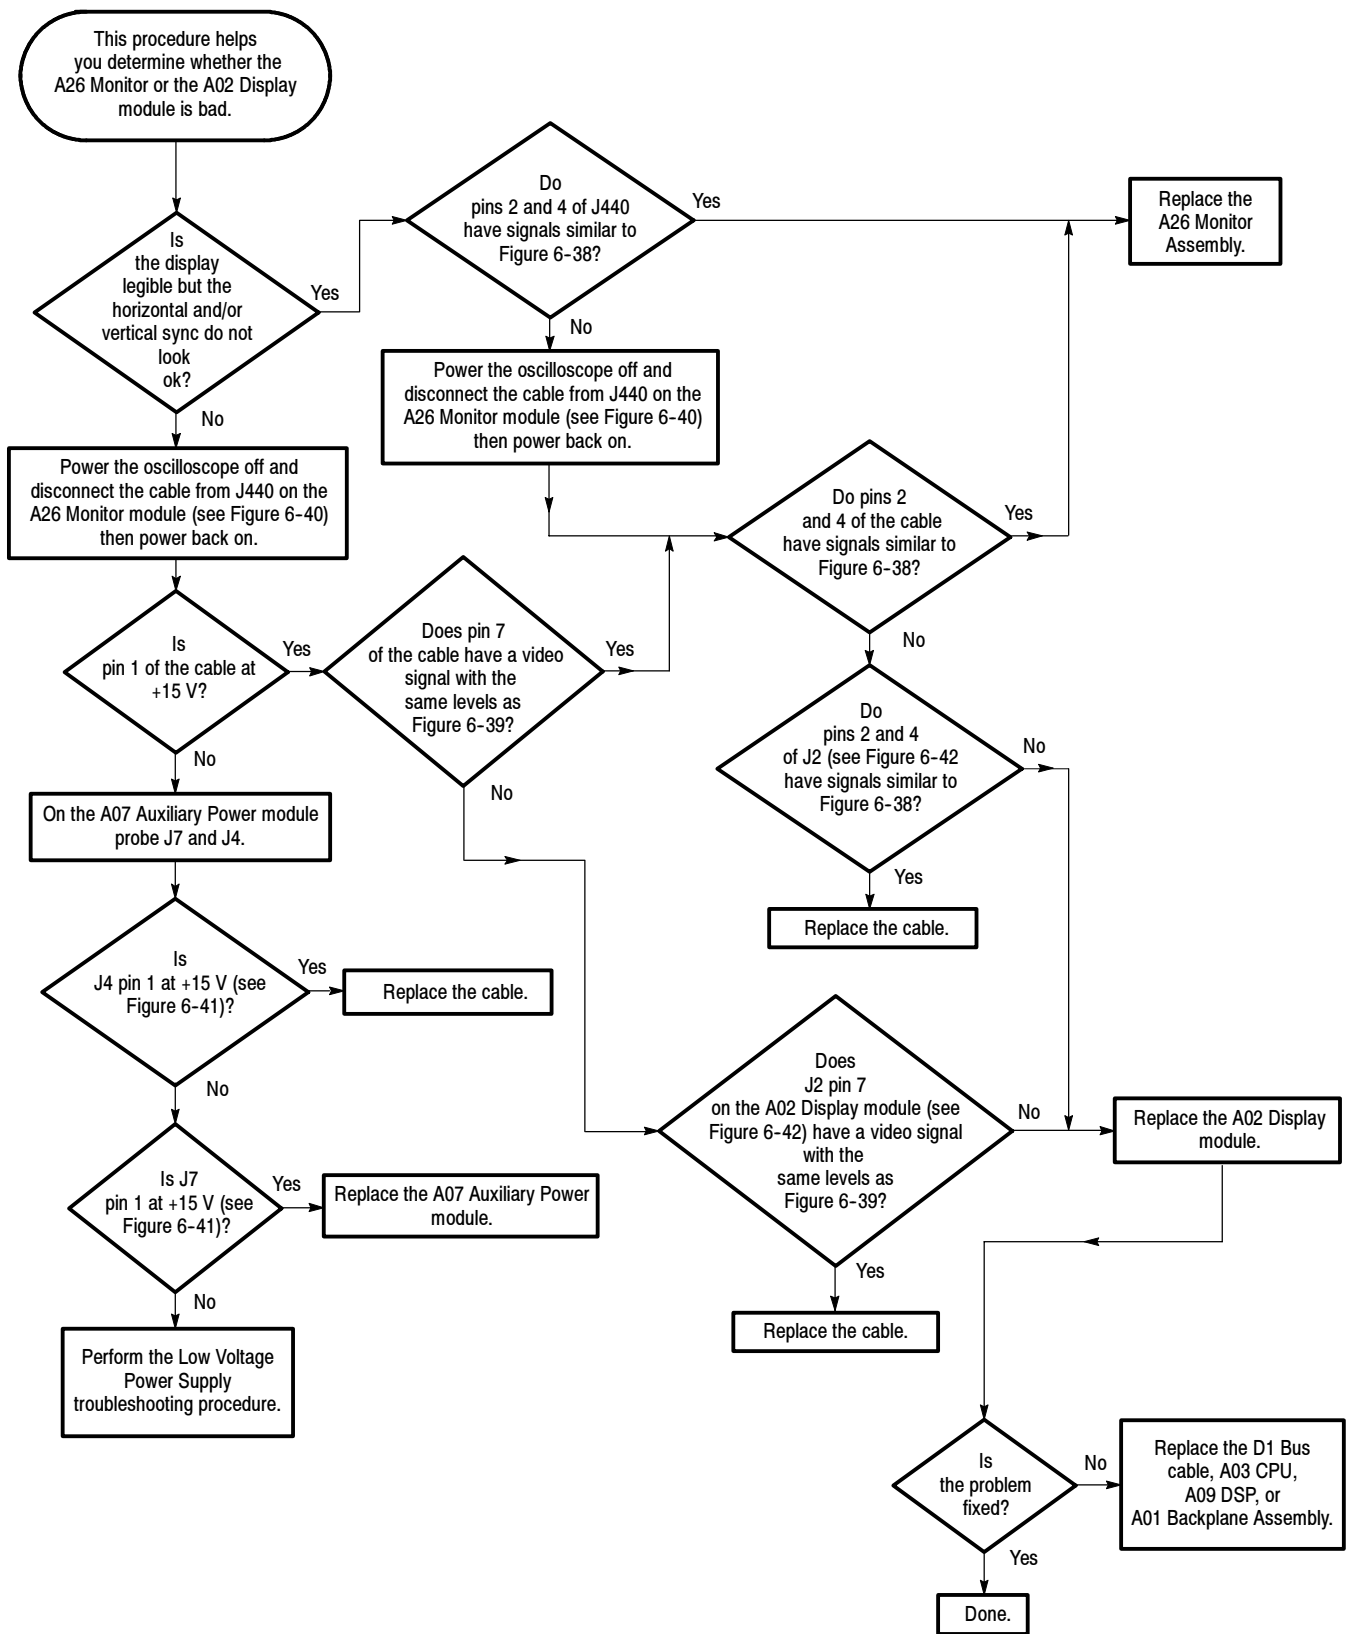 This procedure helps
you determine whether the
A26 Monitor or the A02 Display
module is bad.
Is
the display
legible but the
horizontal and/or
vertical sync do not
look
ok?
Yes
No
Do
pins 2 and 4 of J440
have signals similar to
Figure 6-38?
Yes
No
Replace the
A26 Monitor
Assembly.
Power the oscilloscope off and
disconnect the cable from J440 on the
A26 Monitor module (see Figure 6-40)
then power back on.
Power the oscilloscope off and
disconnect the cable from J440 on the
A26 Monitor module (see Figure 6-40)
then power back on.
Do pins 2
and 4 of the cable
have signals similar to
Figure 6-38?
Yes
No
Is
pin 1 of the cable at
+15 V?
Yes
No
Does pin 7
of the cable have a video
signal with the
same levels as
Figure 6-39?
Yes
No
Do
pins 2 and 4
of J2 (see Figure 6-42
have signals similar to
Figure 6-38?
No
Yes
Replace the cable.
On the A07 Auxiliary Power module
probe J7 and J4.
Is
J4 pin 1 at +15 V (see
Figure 6-41)?
Yes
No
Replace the cable.
Does
J2 pin 7
on the A02 Display module (see
Figure 6-42) have a video signal
with the
same levels as
Figure 6-39?
No
Yes
Replace the A02 Display
module.
Replace the cable.
Is J7
pin 1 at +15 V (see
Figure 6-41)?
Yes
No
Replace the A07 Auxiliary Power
module.
Perform the Low Voltage
Power Supply
troubleshooting procedure.
Is
the problem
fixed?
No
Yes
Replace the D1 Bus
cable, A03 CPU,
A09 DSP, or
A01 Backplane Assembly.
Done.